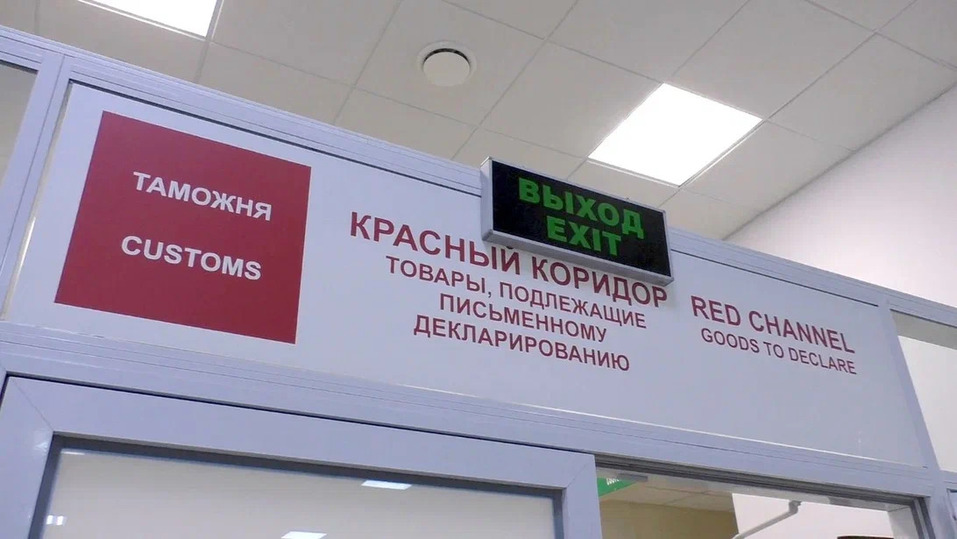 ТАМОЖНЯ
CUSTOMS
ВЫХОД
EXIT
КРАСНЫЙ КОРИДОР
ТОВАРЫ, ПОДЛЕЖАЩИЕ
ПИСЬМЕННОМУ
ДЕКЛАРИРОВАНИЮ
RED CHANNEL
GOODS TO DECLARE